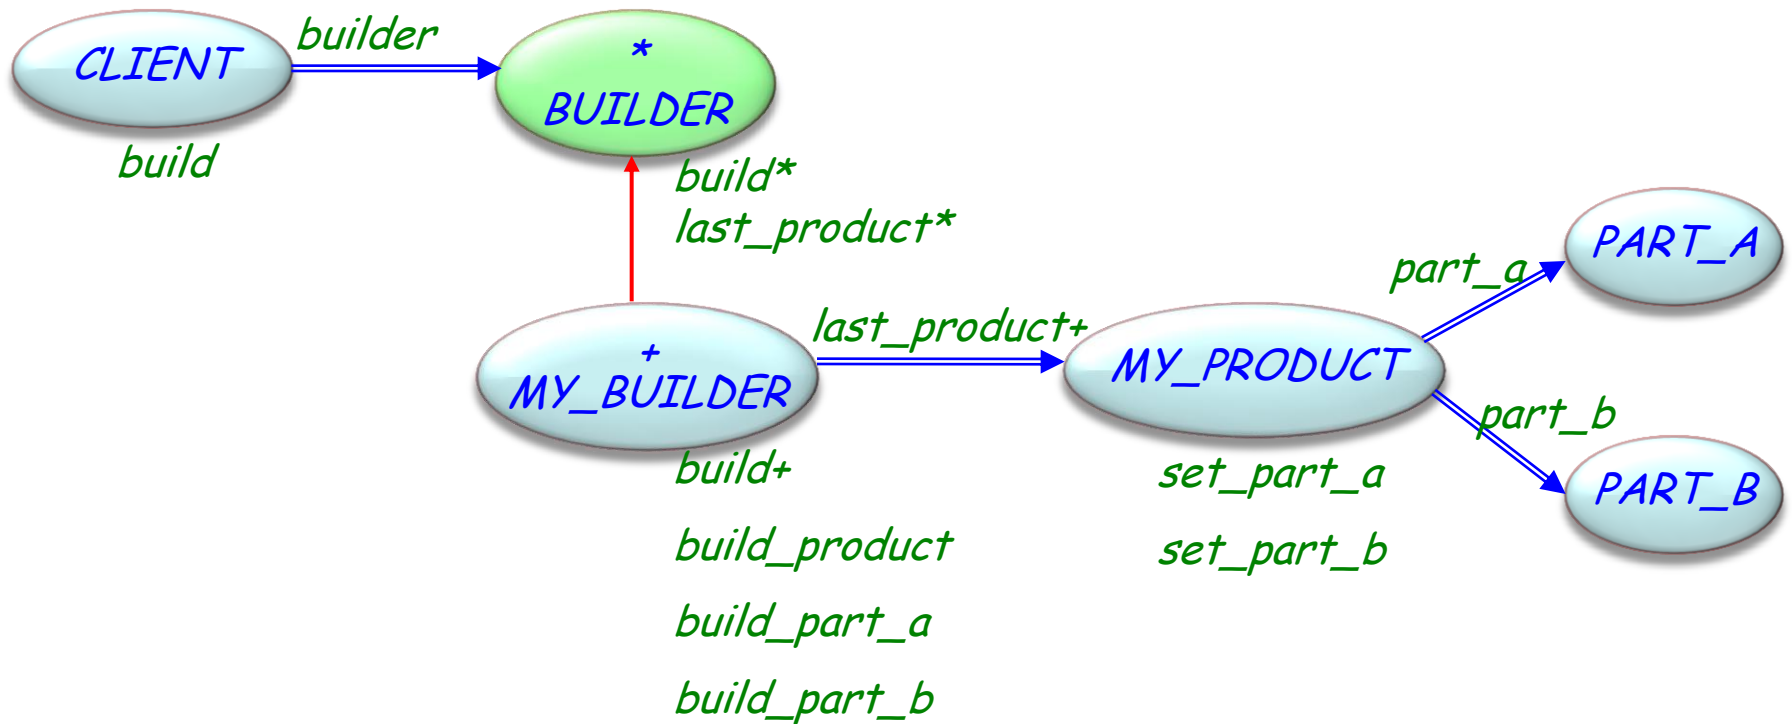 CLIENT
builder
*
BUILDER
build
build*
last_product*
+
MY_BUILDER
last_product+
MY_PRODUCT
part_a
PART_A
part_b
PART_B
build+
build_product
build_part_a
build_part_b
set_part_a
set_part_b